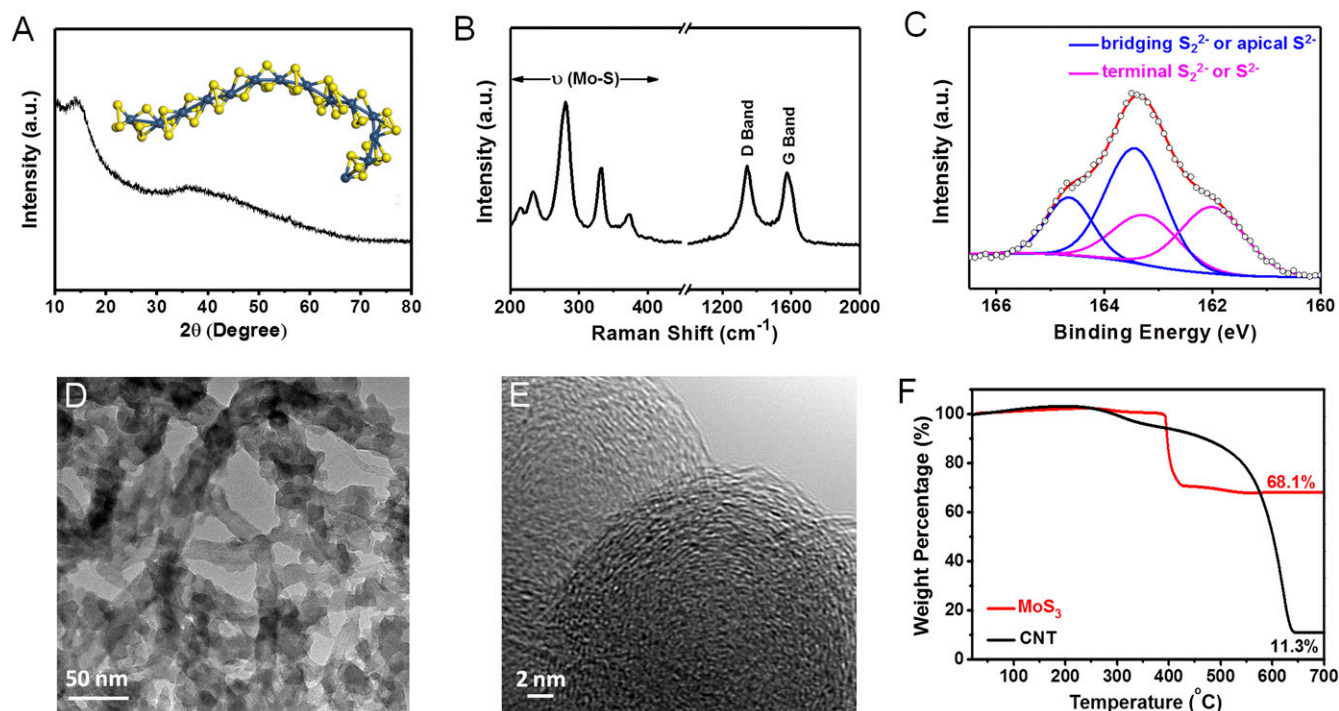 A
Intensity (a.u.)
10 20 30 40 50 60 70 80
2θ (Degree)
B
Intensity (a.u.)
υ (Mo-S)
D Band
G Band
200 300 400 1200 1600 2000
Raman Shift (cm⁻¹)
C
Intensity (a.u.)
bridging S₂²⁻ or apical S²⁻
terminal S₂²⁻ or S²⁻
166 164 162 160
Binding Energy (eV)
D
50 nm
E
2 nm
F
Weight Percentage (%)
100
80
60
40
20
0
68.1%
MoS₃
CNT
11.3%
100 200 300 400 500 600 700
Temperature (°C)